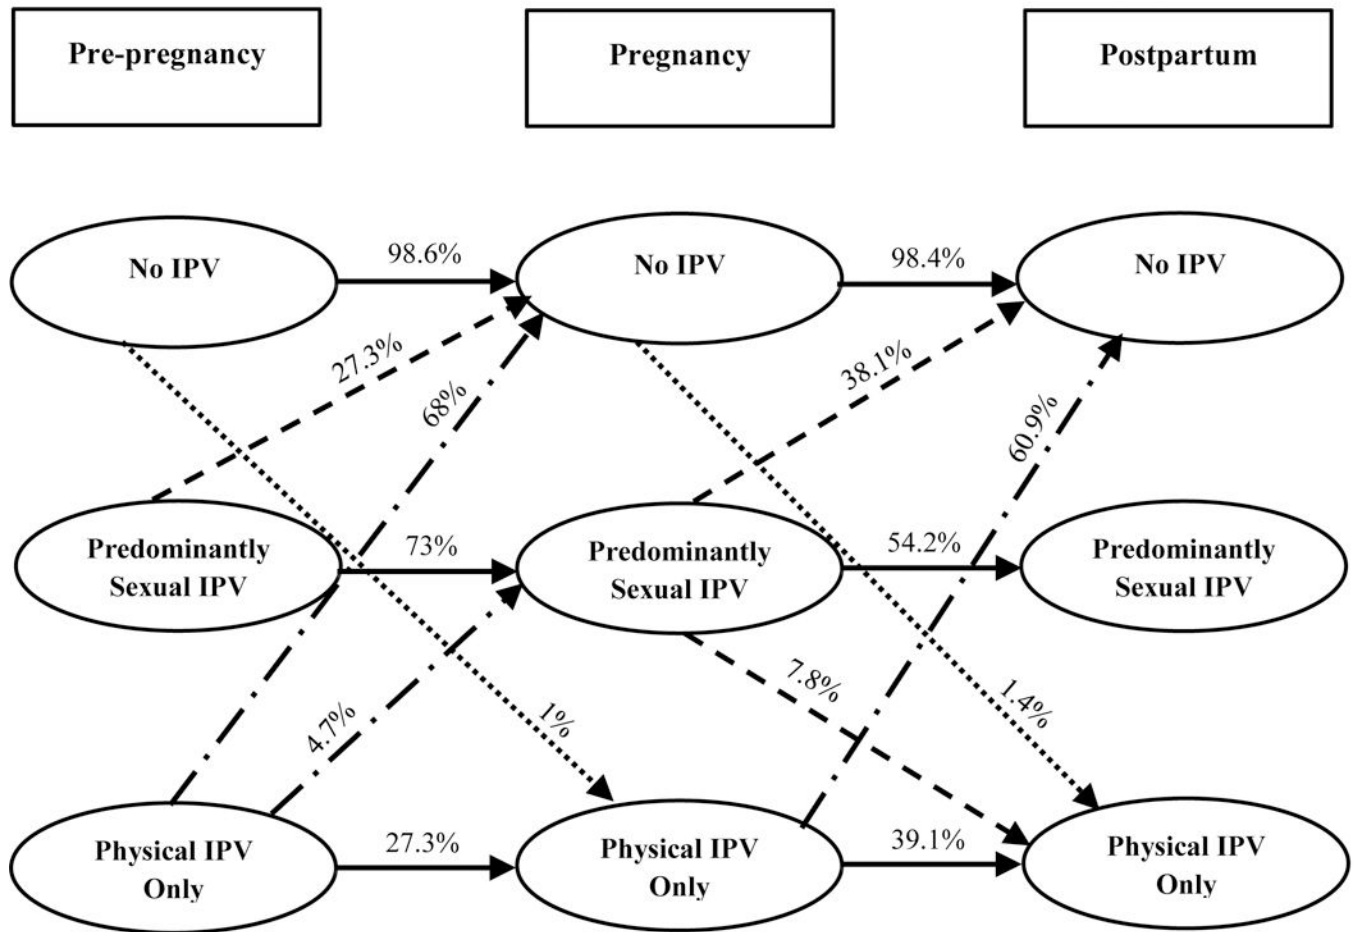 Pre-pregnancy
Pregnancy
Postpartum
No IPV
98.6%
No IPV
98.4%
No IPV
27.3%
68%
38.1%
60.9%
Predominantly
Sexual IPV
73%
Predominantly
Sexual IPV
54.2%
Predominantly
Sexual IPV
4.7%
1%
7.8%
1.4%
Physical IPV
Only
27.3%
Physical IPV
Only
39.1%
Physical IPV
Only